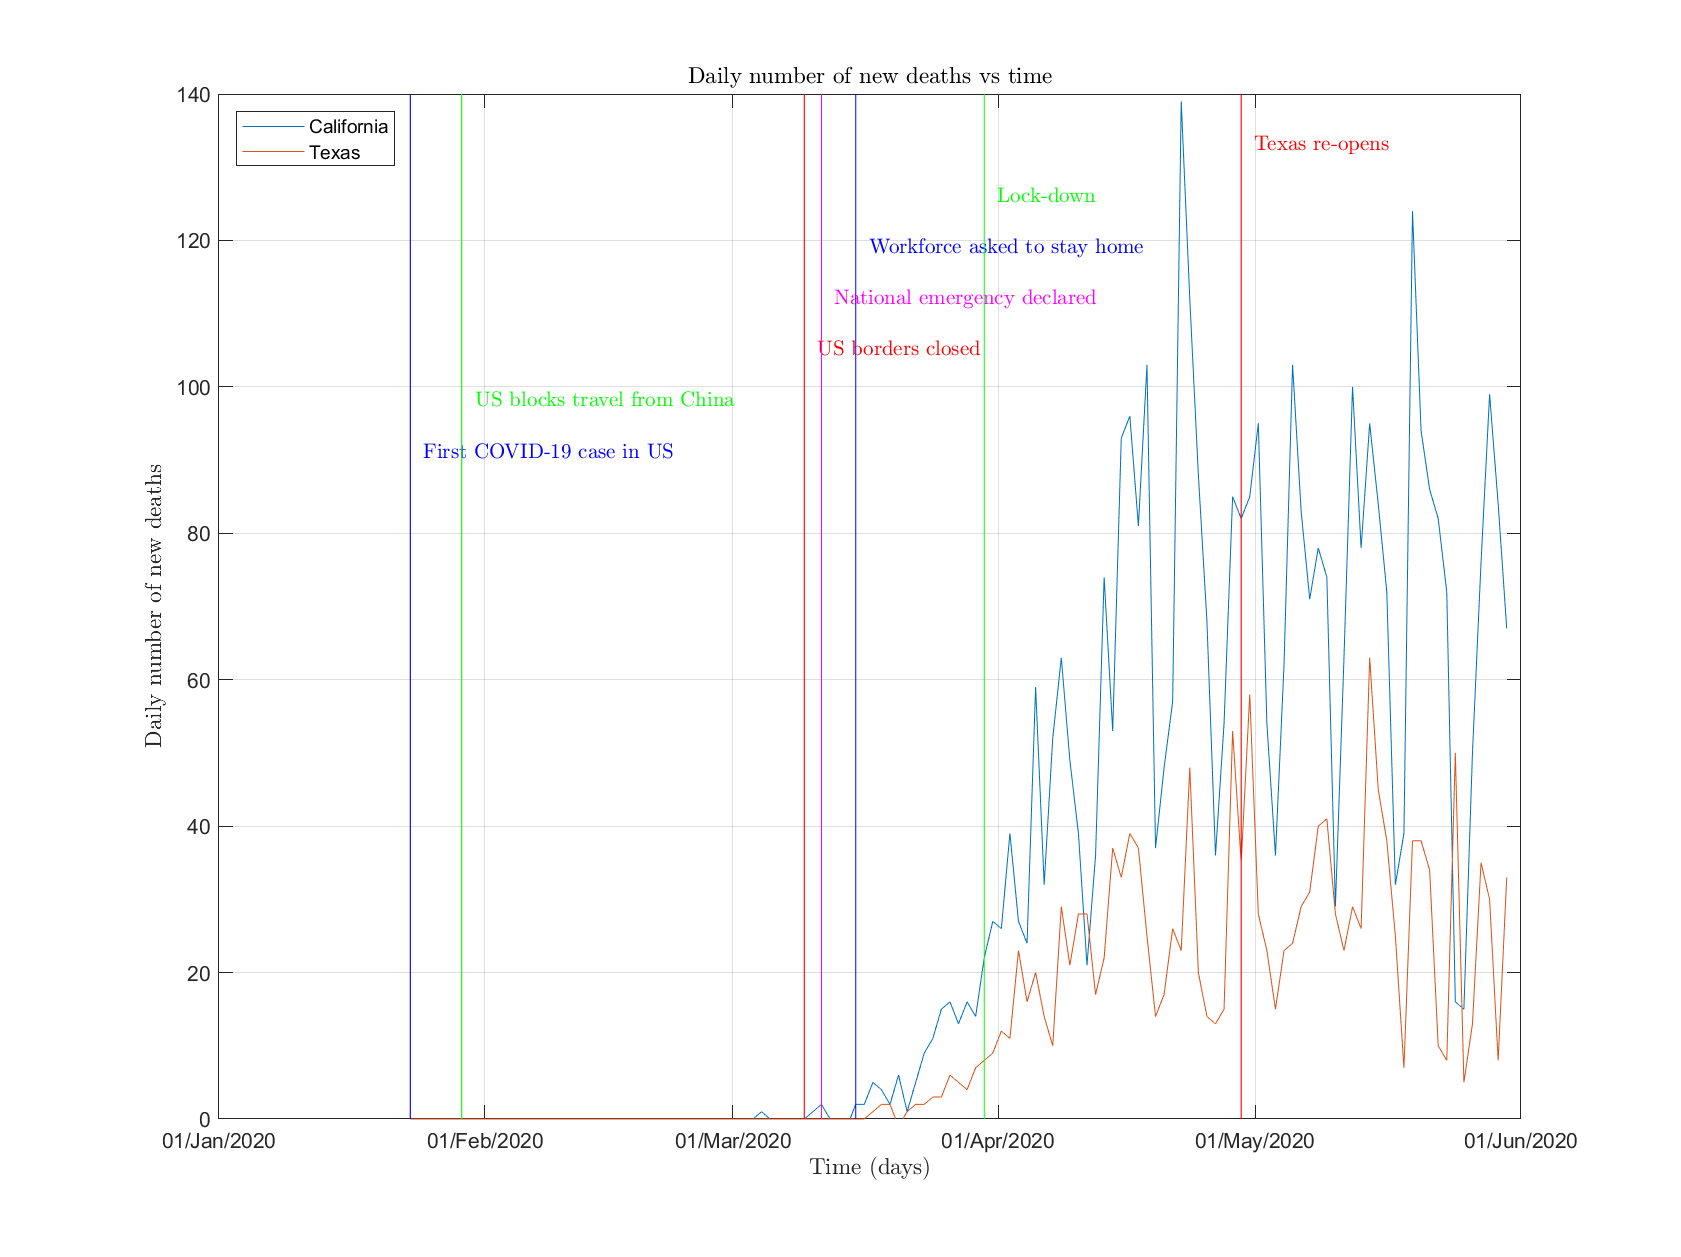 Daily number of new deaths vs time
140
120
100
80
60
40
20
0
Daily number of new deaths
California
Texas
Texas re-opens
Lock-down
Workforce asked to stay home
National emergency declared
US borders closed
US blocks travel from China
First COVID-19 case in US
01/Jan/2020
01/Feb/2020
01/Mar/2020
01/Apr/2020
01/May/2020
01/Jun/2020
Time (days)